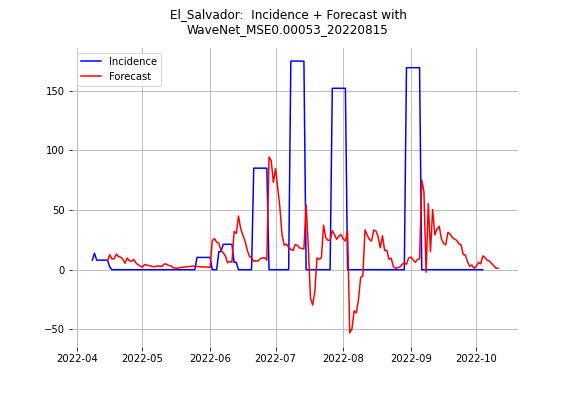 El_Salvador:  Incidence + Forecast with
WaveNet_MSE0.00053_20220815
Incidence
Forecast
150
100
50
0
−50
2022-04 2022-05 2022-06 2022-07 2022-08 2022-09 2022-10